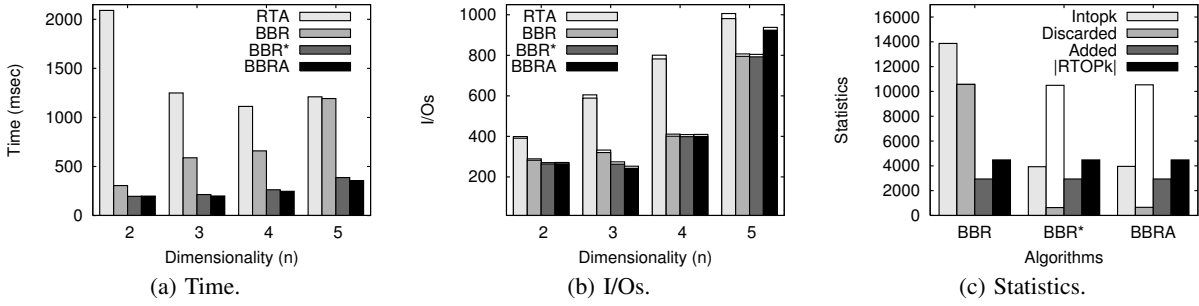 Time (msec)
2000
1500
1000
500
0
RTA
BBR
BBR*
BBRA
2 3 4 5
Dimensionality (n)
(a) Time.
I/Os
1000
800
600
400
200
RTA
BBR
BBR*
BBRA
2 3 4 5
Dimensionality (n)
(b) I/Os.
Statistics
16000
14000
12000
10000
8000
6000
4000
2000
0
Intopk
Discarded
Added
|RTOPk|
BBR BBR* BBRA
Algorithms
(c) Statistics.